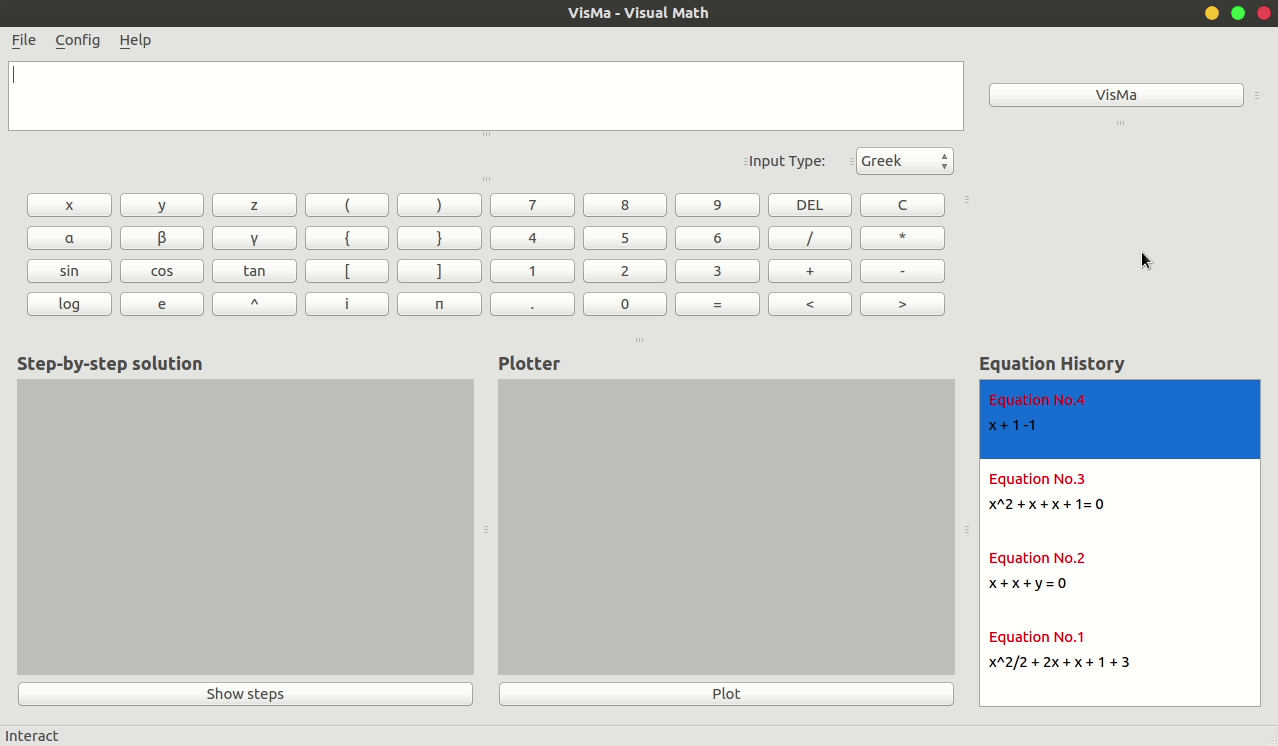 VisMa - Visual Math
File Config Help
VisMa
Input Type: Greek
x y z ( ) 7 8 9 DEL C
α β γ { } 4 5 6 / *
sin cos tan [ ] 1 2 3 + -
log e ^ i п . 0 = < >
Step-by-step solution Plotter Equation History
Equation No.4
x + 1 -1
Equation No.3
x^2 + x + x + 1= 0
Equation No.2
x + x + y = 0
Equation No.1
x^2/2 + 2x + x + 1 + 3
Show steps Plot
Interact